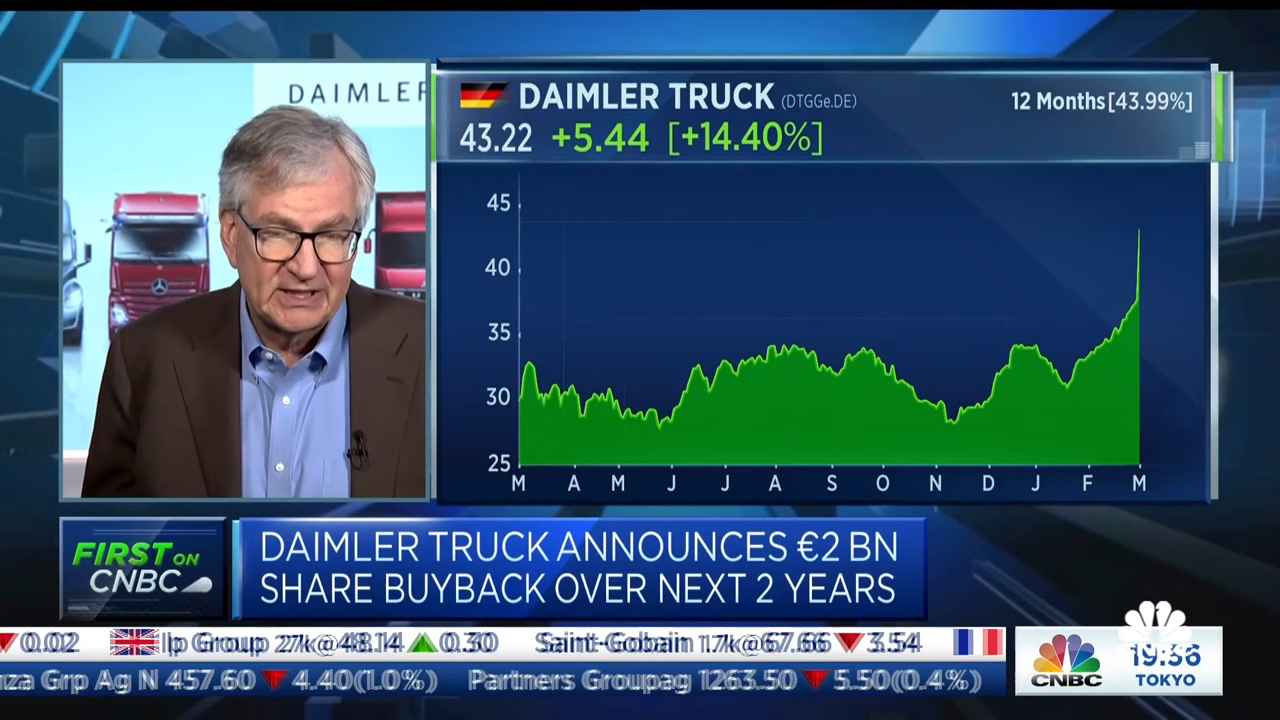 DAIMLER
DAIMLER TRUCK (DTGGe.DE)
12 Months[43.99%]
43.22 +5.44 [+14.40%]
45
40
35
30
25
M A M J J A S O N D J F M
FIRST ON
CNBC
DAIMLER TRUCK ANNOUNCES €2 BN
SHARE BUYBACK OVER NEXT 2 YEARS
0.02 Ip Group 27k@48.14 0.30 Saint-Gobain 1.7k@67.66 3.54
nza Grp Ag N 457.60 4.40(1.0%) Partners Groupag 1263.50 5.50(0.4%)
CNBC
19:36
TOKYO